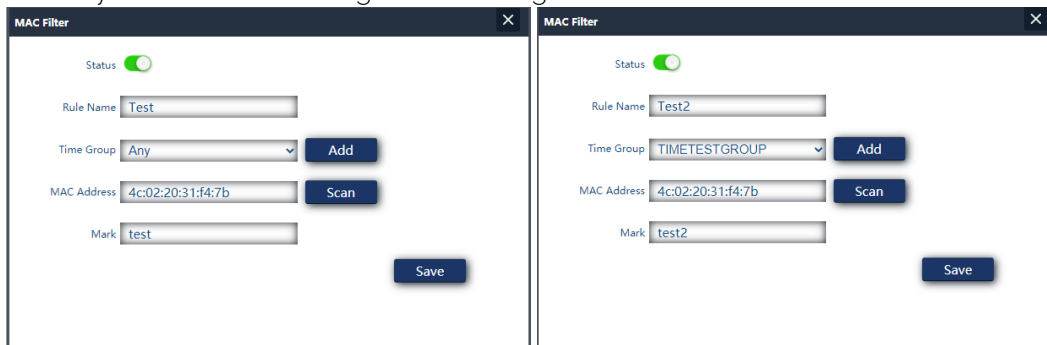 MAC Filter
Status
Rule Name Test
Time Group Any Add
MAC Address 4c:02:20:31:f4:7b Scan
Mark test
Save
MAC Filter
Status
Rule Name Test2
Time Group TIMETESTGROUP Add
MAC Address 4c:02:20:31:f4:7b Scan
Mark test2
Save